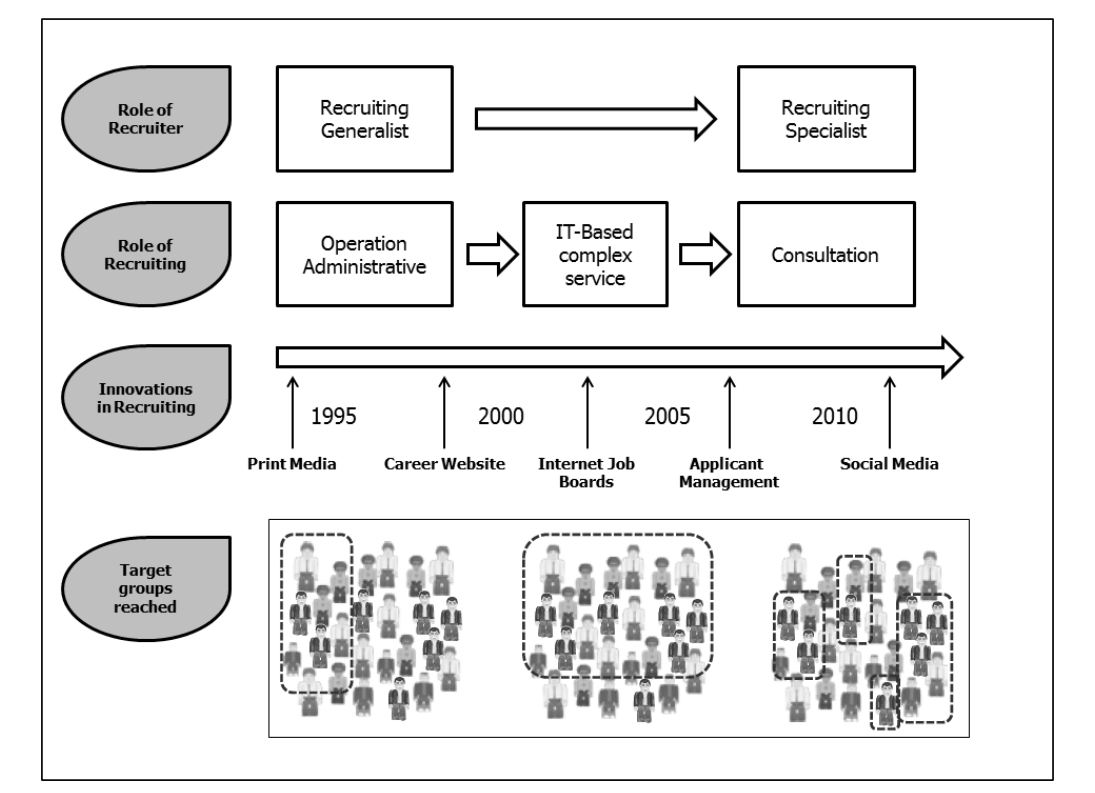 Role of
Recruiter
Recruiting
Generalist
Recruiting
Specialist
Role of
Recruiting
Operation
Administrative
IT-Based
complex
service
Consultation
Innovations
in Recruiting
1995
2000
2005
2010
Print Media
Career Website
Internet Job
Boards
Applicant
Management
Social Media
Target
groups
reached